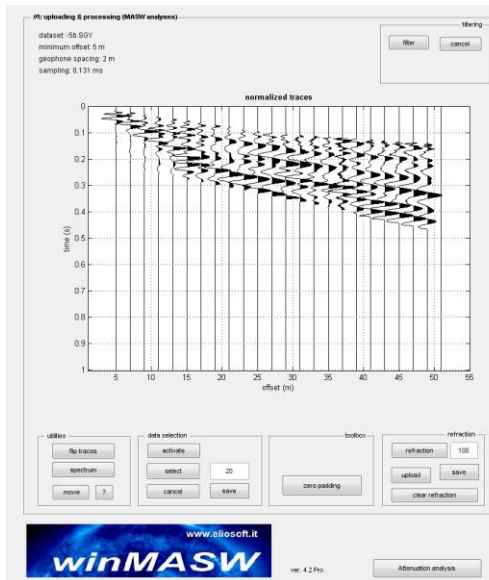 #1: uploading & processing (MASW analyses)
dataset: -5b.SGY
minimum offset: 5 m
geophone spacing: 2 m
sampling: 0.131 ms
filtering
filter
cancel
normalized traces
0
0.1
0.2
0.3
0.4
0.5
0.6
0.7
0.8
0.9
1
time (s)
5 10 15 20 25 30 35 40 45 50 55
offset (m)
utilities
flip traces
spectrum
movie
?
data selection
activate
select
20
cancel
save
toolbox
zero padding
refraction
refraction
100
upload
save
clear refraction
www.eliosoft.it
winMASW
ver. 4.2 Pro
Attenuation analysis